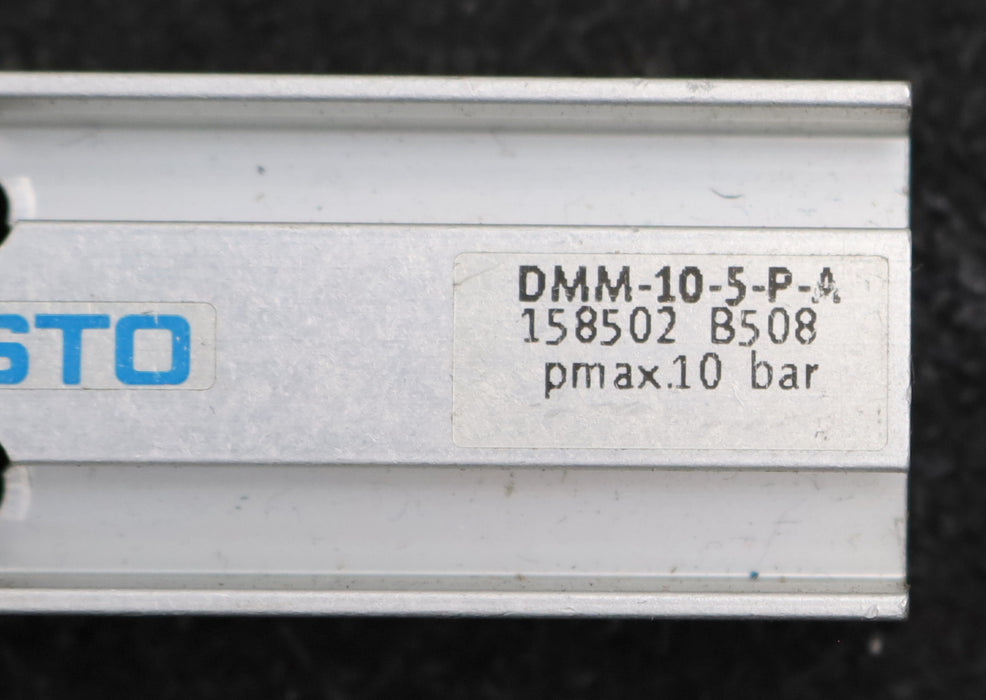 STO
DMM-10-5-P-A
158502 B508
pmax.10 bar